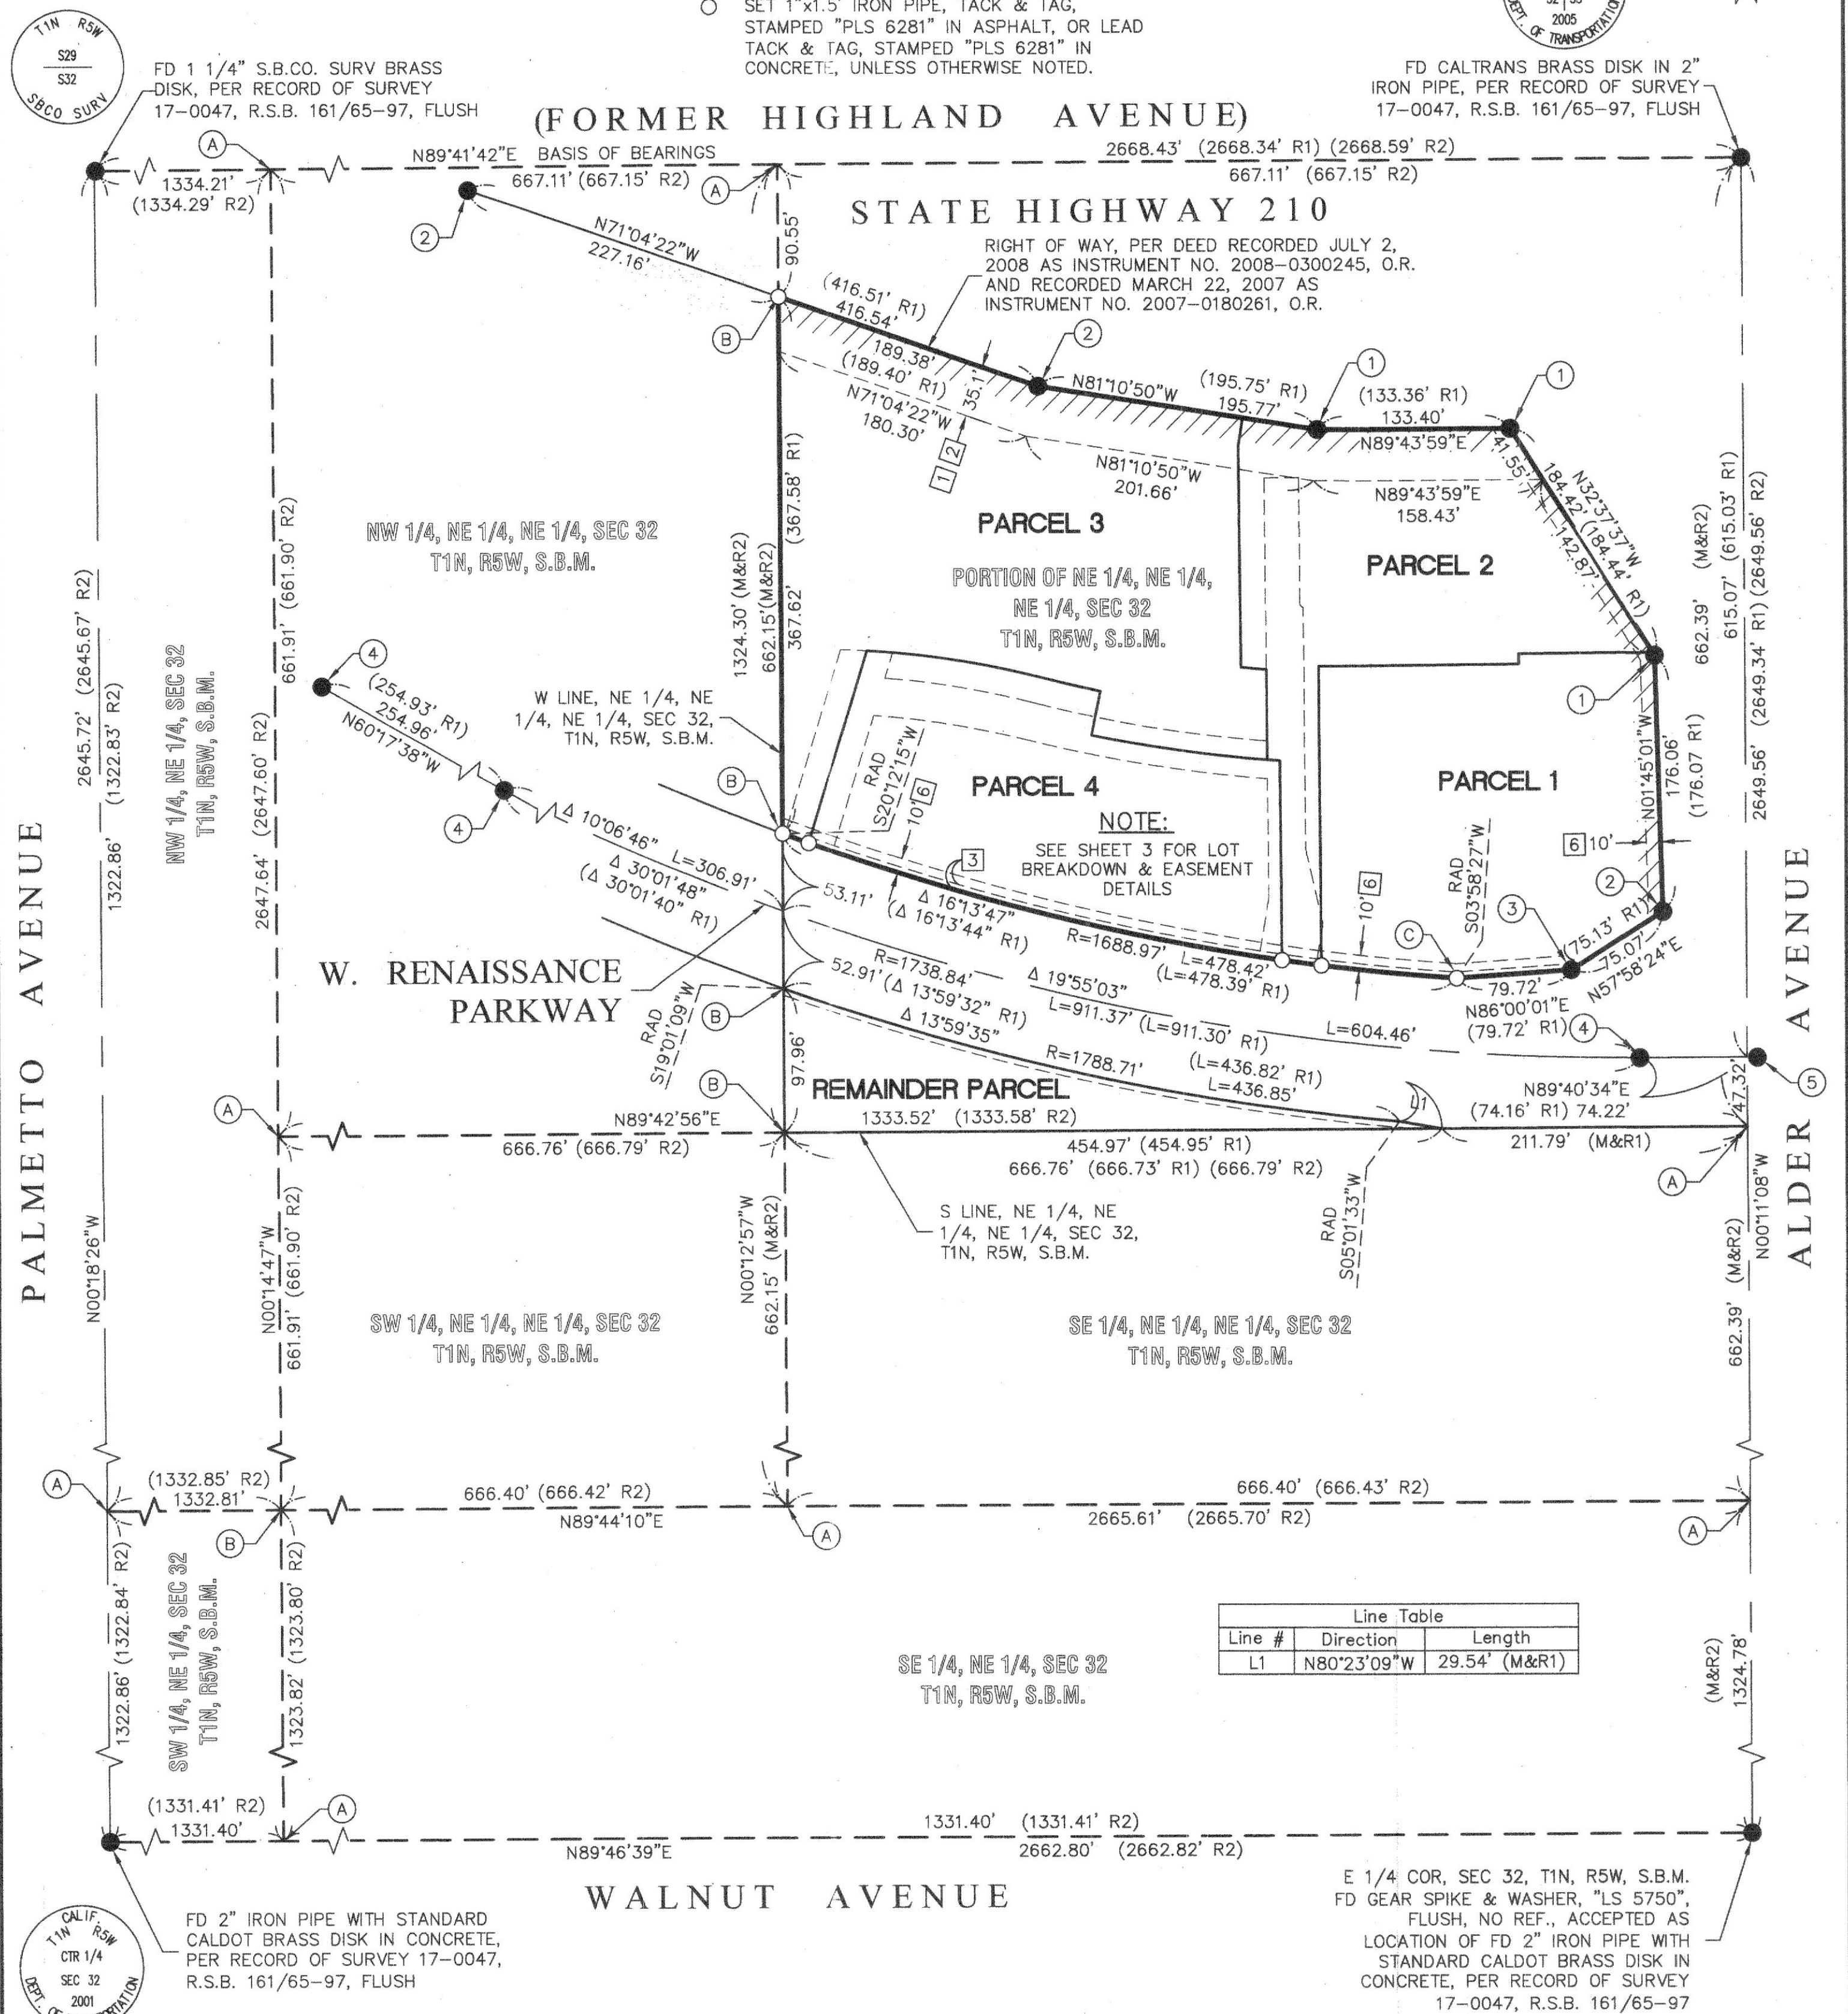 SET 1"x1.5' IRON PIPE, TACK & TAG,
STAMPED "PLS 6281" IN ASPHALT, OR LEAD
TACK & TAG, STAMPED "PLS 6281" IN
CONCRETE, UNLESS OTHERWISE NOTED.
T1N R5W
S29
S32
SBCO SURV
FD 1 1/4" S.B.CO. SURV BRASS
DISK, PER RECORD OF SURVEY
17-0047, R.S.B. 161/65-97, FLUSH
2005
DEPT. OF TRANSPORTATION
FD CALTRANS BRASS DISK IN 2"
IRON PIPE, PER RECORD OF SURVEY
17-0047, R.S.B. 161/65-97, FLUSH
(FORMER HIGHLAND AVENUE)
A
N89°41'42"E BASIS OF BEARINGS
2668.43' (2668.34' R1) (2668.59' R2)
1334.21'
(1334.29' R2)
667.11' (667.15' R2)
A
667.11' (667.15' R2)
STATE HIGHWAY 210
2
N71°04'22"W
227.16'
90.55'
RIGHT OF WAY, PER DEED RECORDED JULY 2,
2008 AS INSTRUMENT NO. 2008-0300245, O.R.
AND RECORDED MARCH 22, 2007 AS
INSTRUMENT NO. 2007-0180261, O.R.
(416.51' R1)
416.54'
B
189.38'
(189.40' R1)
35.1'
N71°04'22"W
180.30'
1 2
2
N81°10'50"W
(195.75' R1)
195.77'
1
(133.36' R1)
133.40'
N89°43'59"E
1
N81°10'50"W
201.66'
N89°43'59"E
158.43'
41.55'
N32°37'37"W
184.42' (184.44' R1)
142.87'
NW 1/4, NE 1/4, NE 1/4, SEC 32
T1N, R5W, S.B.M.
PARCEL 3
PORTION OF NE 1/4, NE 1/4,
NE 1/4, SEC 32
T1N, R5W, S.B.M.
PARCEL 2
(367.58' R1)
367.62'
662.15'(M&R2)
1324.30' (M&R2)
662.39' (M&R2)
615.07' (615.03' R1)
2649.56' (2649.34' R1) (2649.56' R2)
2645.72' (2645.67' R2)
1322.86' (1322.83' R2)
NW 1/4, NE 1/4, SEC 32
T1N, R5W, S.B.M.
661.91' (661.90' R2)
2647.64' (2647.60' R2)
4
(254.93' R1)
254.96'
N60°17'38"W
4
W LINE, NE 1/4, NE
1/4, NE 1/4, SEC 32,
T1N, R5W, S.B.M.
B
RAD
S20°12'15"W
10' 6
PARCEL 4
NOTE:
SEE SHEET 3 FOR LOT
BREAKDOWN & EASEMENT
DETAILS
3
PARCEL 1
1
N01°45'01"W
176.06'
(176.07 R1)
6 10'
2
RAD
S03°58'27"W
10' 6
C
3
(75.13' R1)
75.07'
N57°58'24"E
79.72'
N86°00'01"E
(79.72' R1)
4
5
Δ 10°06'46" L=306.91'
Δ 30°01'48"
(Δ 30°01'40" R1)
53.11'
Δ 16°13'47"
(Δ 16°13'44" R1)
R=1688.97' L=478.42'
(L=478.39' R1)
R=1738.84' Δ 19°55'03"
L=911.37' (L=911.30' R1)
L=604.46'
52.91'
(Δ 13°59'32" R1)
Δ 13°59'35"
R=1788.71' (L=436.82' R1)
L=436.85'
W. RENAISSANCE
PARKWAY
RAD
S19°01'09"W
B
97.96'
B
REMAINDER PARCEL
L1
N89°40'34"E
(74.16' R1) 74.22'
47.32'
A
N89°42'56"E
666.76' (666.79' R2)
1333.52' (1333.58' R2)
454.97' (454.95' R1)
666.76' (666.73' R1) (666.79' R2)
211.79' (M&R1)
A
PALMETO AVENUE
ALDER AVENUE
N00°18'26"W
N00°14'47"W
661.91' (661.90' R2)
N00°12'57"W
662.15' (M&R2)
S LINE, NE 1/4, NE
1/4, NE 1/4, SEC 32,
T1N, R5W, S.B.M.
RAD
S05°01'33"W
662.39' (M&R2)
N00°11'08"W
SW 1/4, NE 1/4, NE 1/4, SEC 32
T1N, R5W, S.B.M.
SE 1/4, NE 1/4, NE 1/4, SEC 32
T1N, R5W, S.B.M.
A
(1332.85' R2)
1332.81'
B
666.40' (666.42' R2)
N89°44'10"E
A
666.40' (666.43' R2)
2665.61' (2665.70' R2)
A
1322.86' (1322.84' R2)
SW 1/4, NE 1/4, SEC 32
T1N, R5W, S.B.M.
1323.82' (1323.80' R2)
SE 1/4, NE 1/4, SEC 32
T1N, R5W, S.B.M.
Line Table
Line # Direction Length
L1 N80°23'09"W 29.54' (M&R1)
(M&R2)
1324.78'
(1331.41' R2)
1331.40'
A
N89°46'39"E
1331.40' (1331.41' R2)
2662.80' (2662.82' R2)
WALNUT AVENUE
CALIF.
T1N R5W
CTR 1/4
SEC 32
2001
DEPT. OF
FD 2" IRON PIPE WITH STANDARD
CALDOT BRASS DISK IN CONCRETE,
PER RECORD OF SURVEY 17-0047,
R.S.B. 161/65-97, FLUSH
E 1/4 COR, SEC 32, T1N, R5W, S.B.M.
FD GEAR SPIKE & WASHER, "LS 5750",
FLUSH, NO REF., ACCEPTED AS
LOCATION OF FD 2" IRON PIPE WITH
STANDARD CALDOT BRASS DISK IN
CONCRETE, PER RECORD OF SURVEY
17-0047, R.S.B. 161/65-97